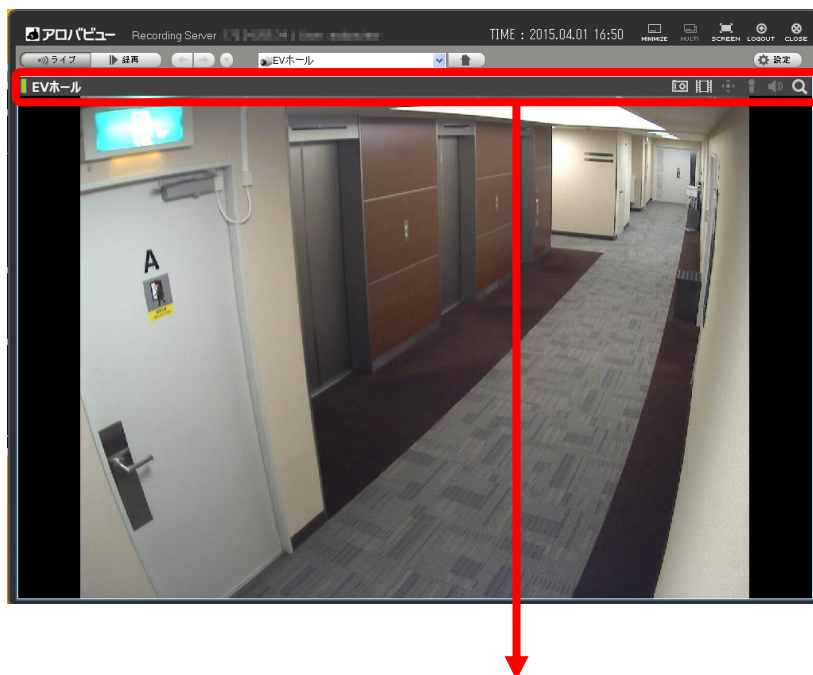 アロバビュー Recording Server TIME : 2015.04.01 16:50 MINIMIZE MULTI SCREEN LOGOUT CLOSE
ライブ 録再 EVホール 設定
EVホール
A